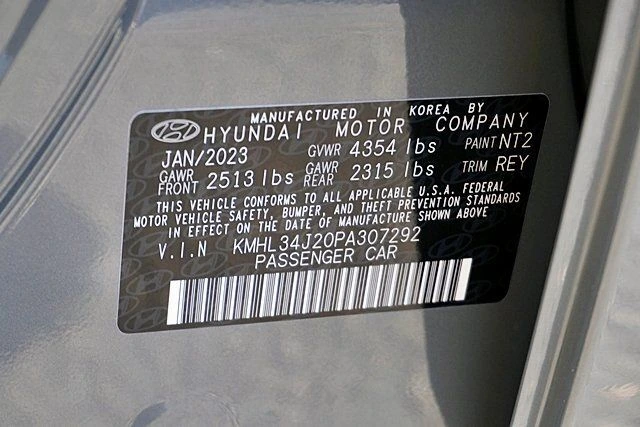 MANUFACTURED IN KOREA BY
HYUNDAI MOTOR COMPANY
JAN/2023 GVWR 4354 lbs PAINT NT2
GAWR FRONT 2513 lbs GAWR REAR 2315 lbs TRIM REY
THIS VEHICLE CONFORMS TO ALL APPLICABLE U.S.A. FEDERAL
MOTOR VEHICLE SAFETY, BUMPER, AND THEFT PREVENTION STANDARDS
IN EFFECT ON THE DATE OF MANUFACTURE SHOWN ABOVE
V.I.N KMHL34J20PA307292
PASSENGER CAR